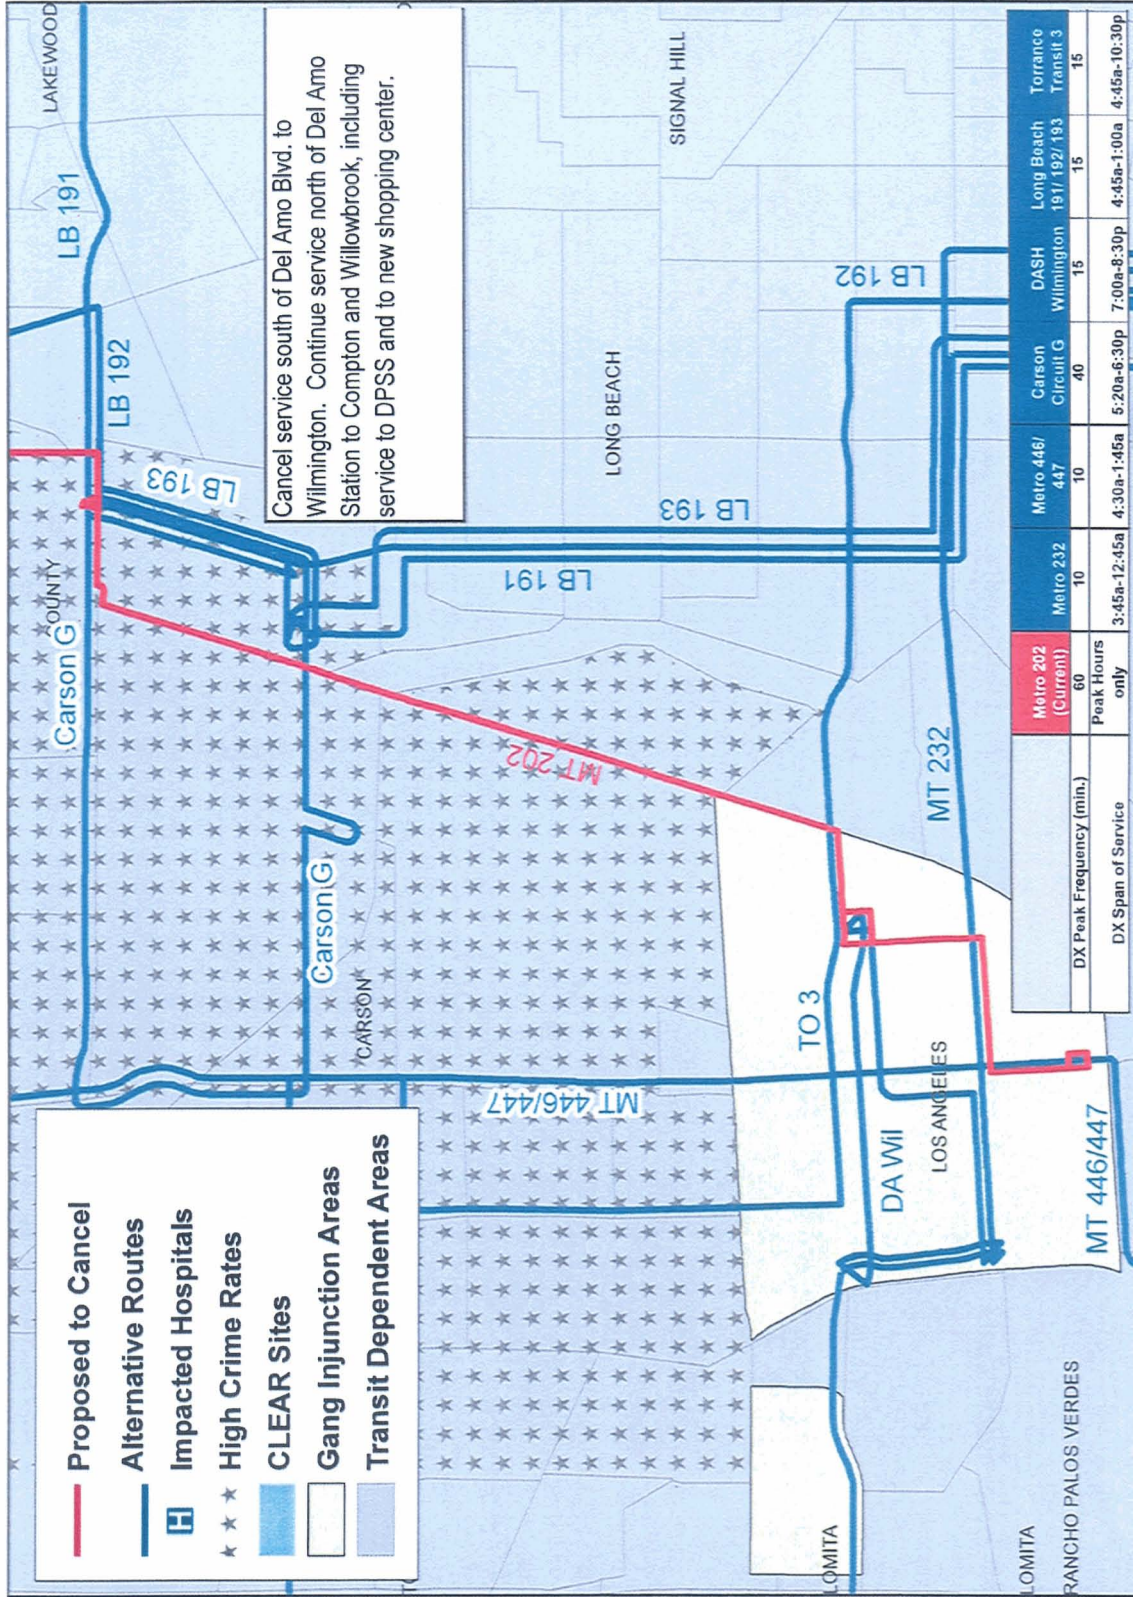 Proposed to Cancel
Alternative Routes
H Impacted Hospitals
High Crime Rates
CLEAR Sites
Gang Injunction Areas
Transit Dependent Areas
Cancel service south of Del Amo Blvd. to
Wilmington. Continue service north of Del Amo
Station to Compton and Willowbrook, including
service to DPSS and to new shopping center.
LAKEWOOD
LB 191
LB 192
OUNTY
Carson G
LB 193
Carson G
CARSON
SIGNAL HILL
LONG BEACH
MT 202
LB 193
LB 191
MT 446/447
LB 192
TO 3
MT 232
DA Wil
LOS ANGELES
LOMITA
LOMITA
MT 446/447
RANCHO PALOS VERDES
Metro 202 (Current) Metro 232 Metro 446/ 447 Carson Circuit G DASH Wilmington Long Beach 191/ 192/ 193 Torrance Transit 3
DX Peak Frequency (min.) 60 10 10 40 15 15 15
DX Span of Service Peak Hours only 3:45a-12:45a 4:30a-1:45a 5:20a-6:30p 7:00a-8:30p 4:45a-1:00a 4:45a-10:30p